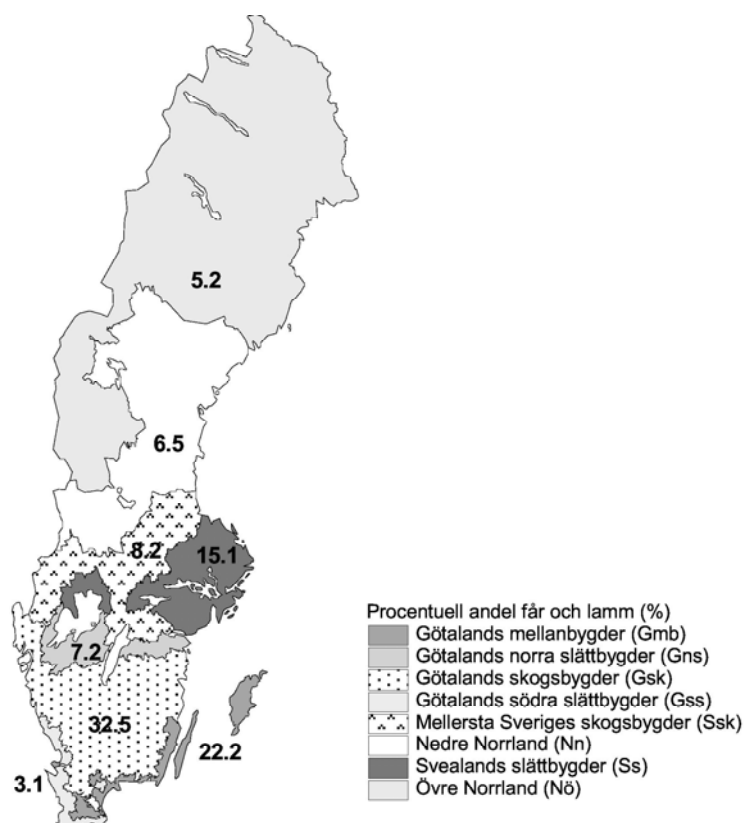 5.2
6.5
8.2
15.1
7.2
32.5
22.2
3.1
Procentuell andel får och lamm (%)
Götalands mellanbygder (Gmb)
Götalands norra slättbygder (Gns)
Götalands skogsbygder (Gsk)
Götalands södra slättbygder (Gss)
Mellersta Sveriges skogsbygder (Ssk)
Nedre Norrland (Nn)
Svealands slättbygder (Ss)
Övre Norrland (Nö)